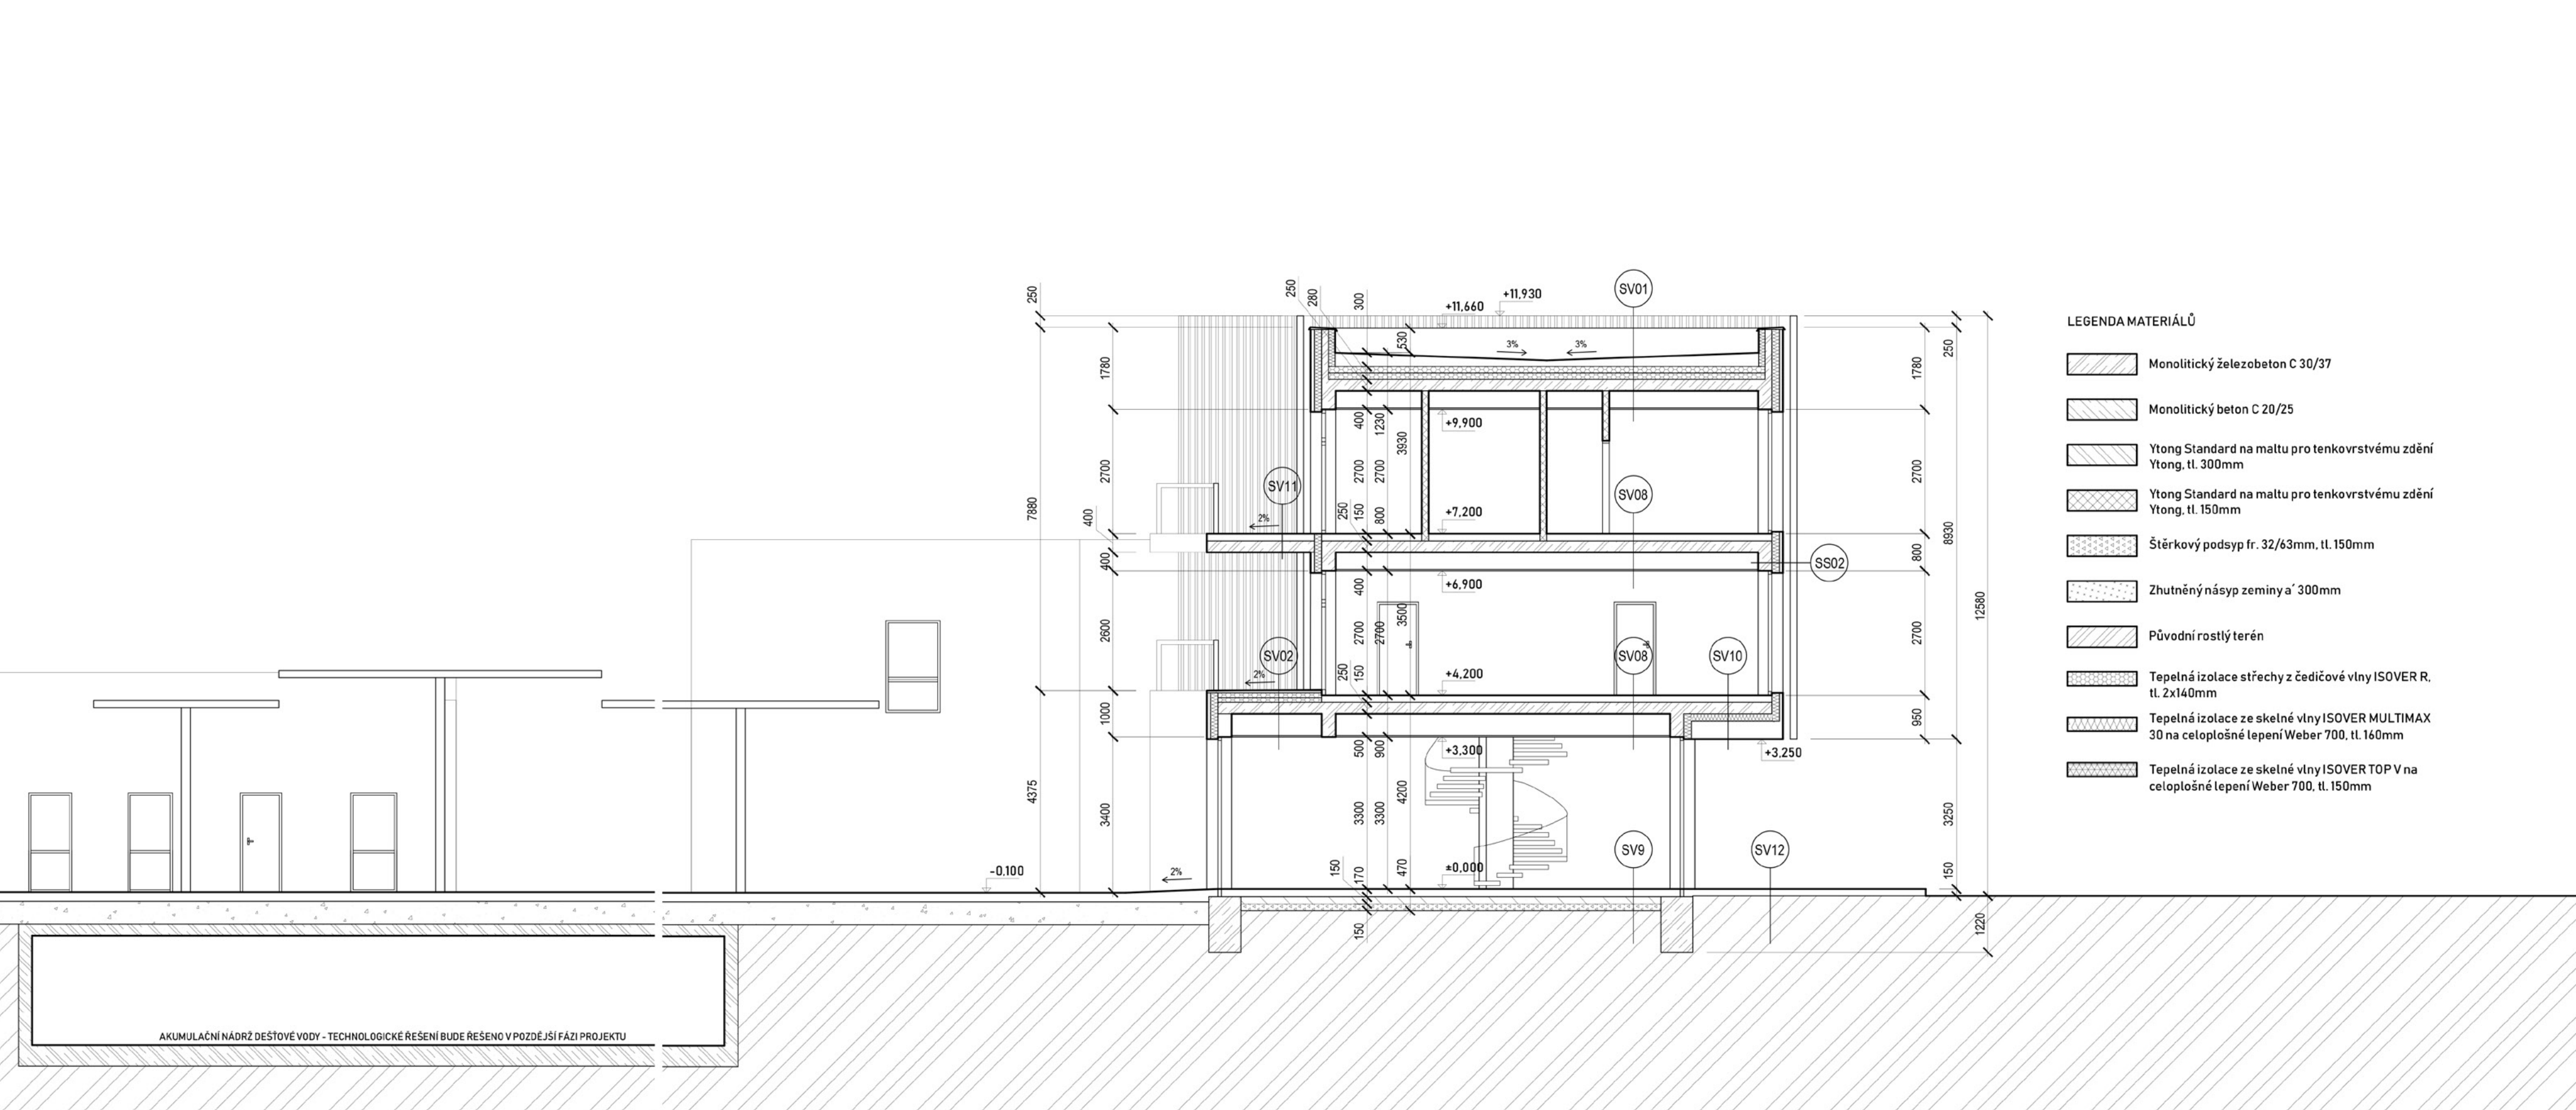 250
7880
4375
1780
2700
400
400
2600
1000
3400
-0,100
2%
2%
2%
250
280
300
530
+11,660
+11,930
3%
3%
SV01
400
1230
3930
+9,900
2700
2700
SV11
SV08
250
150
800
+7,200
SS02
400
3500
+6,900
2700
2700
SV02
SV08
SV10
250
150
+4,200
500
900
+3,300
+3,250
3300
3300
4200
SV9
SV12
150
170
470
±0,000
150
1780
2700
800
2700
950
250
8930
3250
150
12580
1220
AKUMULAČNÍ NÁDRŽ DEŠŤOVÉ VODY - TECHNOLOGICKÉ ŘEŠENÍ BUDE ŘEŠENO V POZDĚJŠÍ FÁZI PROJEKTU
LEGENDA MATERIÁLŮ
Monolitický železobeton C 30/37
Monolitický beton C 20/25
Ytong Standard na maltu pro tenkovrstvému zdění
Ytong, tl. 300mm
Ytong Standard na maltu pro tenkovrstvému zdění
Ytong, tl. 150mm
Štěrkový podsyp fr. 32/63mm, tl. 150mm
Zhutněný násyp zeminy a´ 300mm
Původní rostlý terén
Tepelná izolace střechy z čedičové vlny ISOVER R,
tl. 2x140mm
Tepelná izolace ze skelné vlny ISOVER MULTIMAX
30 na celoplošné lepení Weber 700, tl. 160mm
Tepelná izolace ze skelné vlny ISOVER TOP V na
celoplošné lepení Weber 700, tl. 150mm